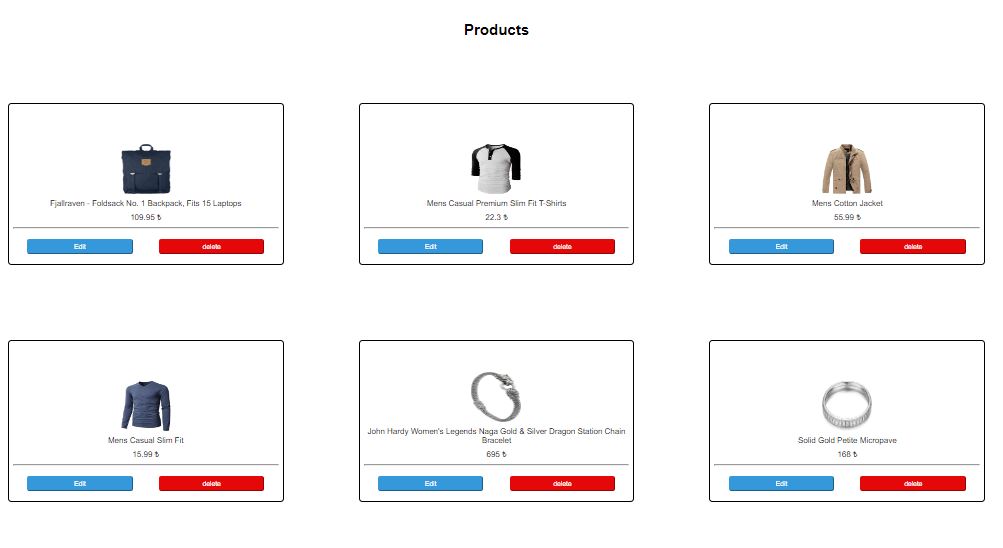 Products
Fjallraven - Foldsack No. 1 Backpack, Fits 15 Laptops
109.95 ₺
Edit delete
Mens Casual Premium Slim Fit T-Shirts
22.3 ₺
Edit delete
Mens Cotton Jacket
55.99 ₺
Edit delete
Mens Casual Slim Fit
15.99 ₺
Edit delete
John Hardy Women's Legends Naga Gold & Silver Dragon Station Chain
Bracelet
695 ₺
Edit delete
Solid Gold Petite Micropave
168 ₺
Edit delete